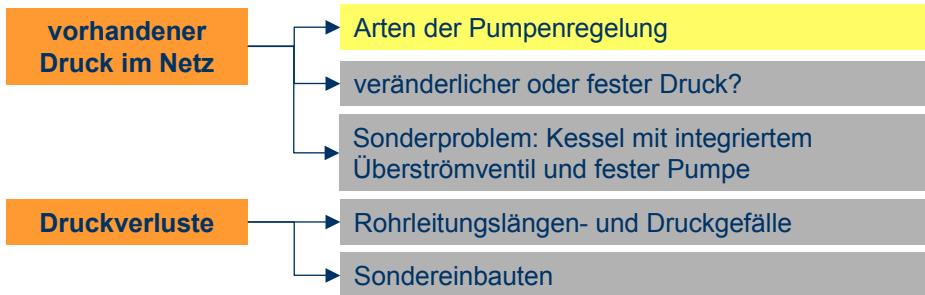 vorhandener
Druck im Netz
Arten der Pumpenregelung
veränderlicher oder fester Druck?
Sonderproblem: Kessel mit integriertem
Überströmventil und fester Pumpe
Druckverluste
Rohrleitungslängen- und Druckgefälle
Sondereinbauten